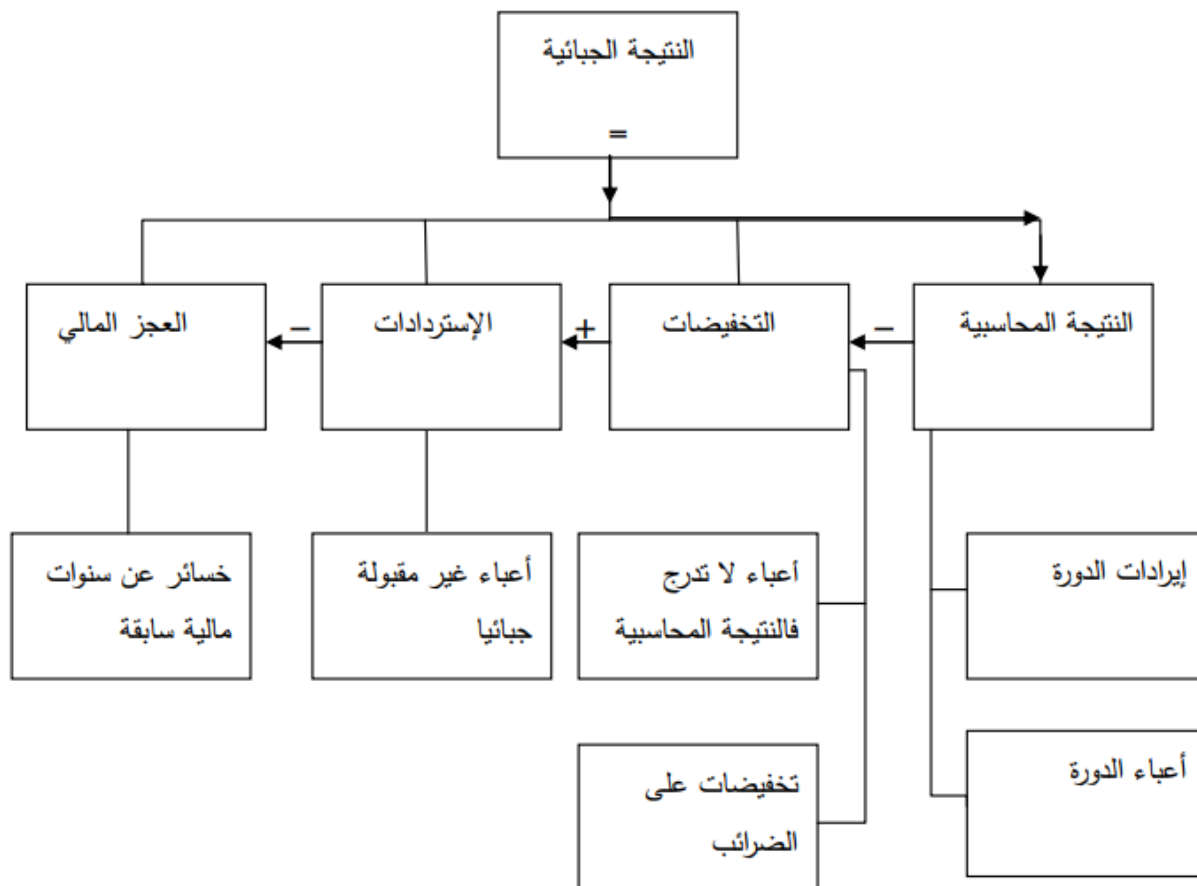 النتيجة الجبائية
=
النتيجة المحاسبية
−
التخفيضات
+
الإستردادات
−
العجز المالي
إيرادات الدورة
أعباء لا تدرج
فالنتيجة المحاسبية
أعباء غير مقبولة
جبائيا
خسائر عن سنوات
مالية سابقة
أعباء الدورة
تخفيضات على
الضرائب